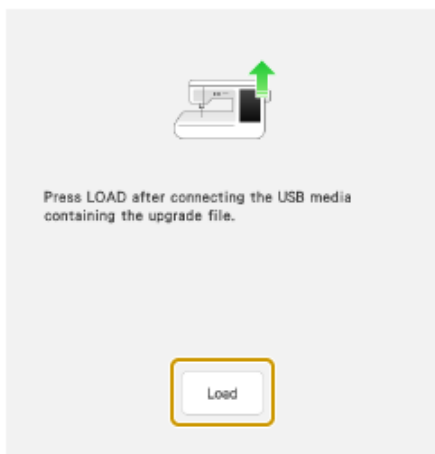 Press LOAD after connecting the USB media
containing the upgrade file.
Load